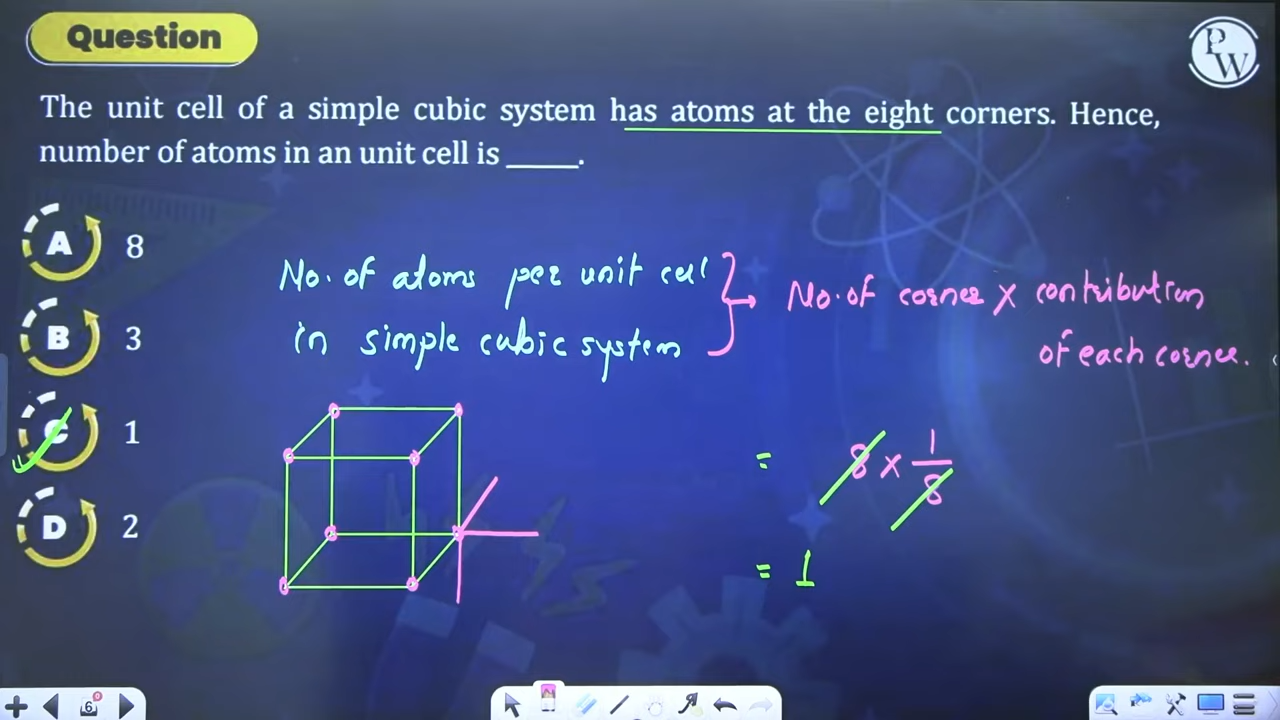 Question
PW
The unit cell of a simple cubic system has atoms at the eight corners. Hence,
number of atoms in an unit cell is _____.
A 8
B 3
C 1
D 2
No. of atoms per unit cell
in simple cubic system
No. of corner × contribution
of each corner.
= 8 × 1/8
= 1
6